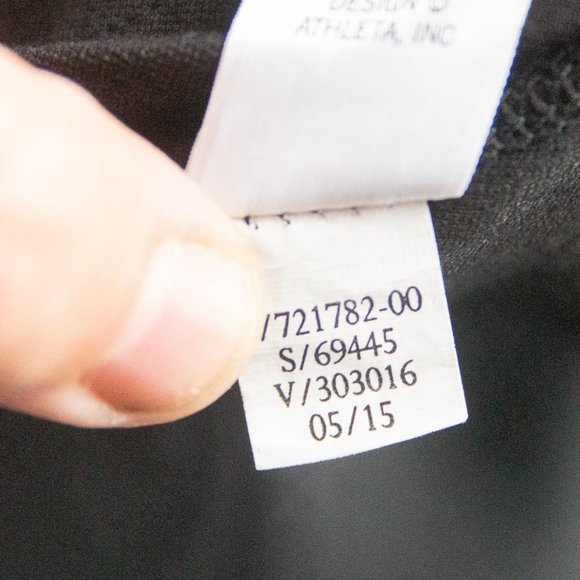 DESIGN ©
ATHLETA, INC
/721782-00
S/69445
V/303016
05/15